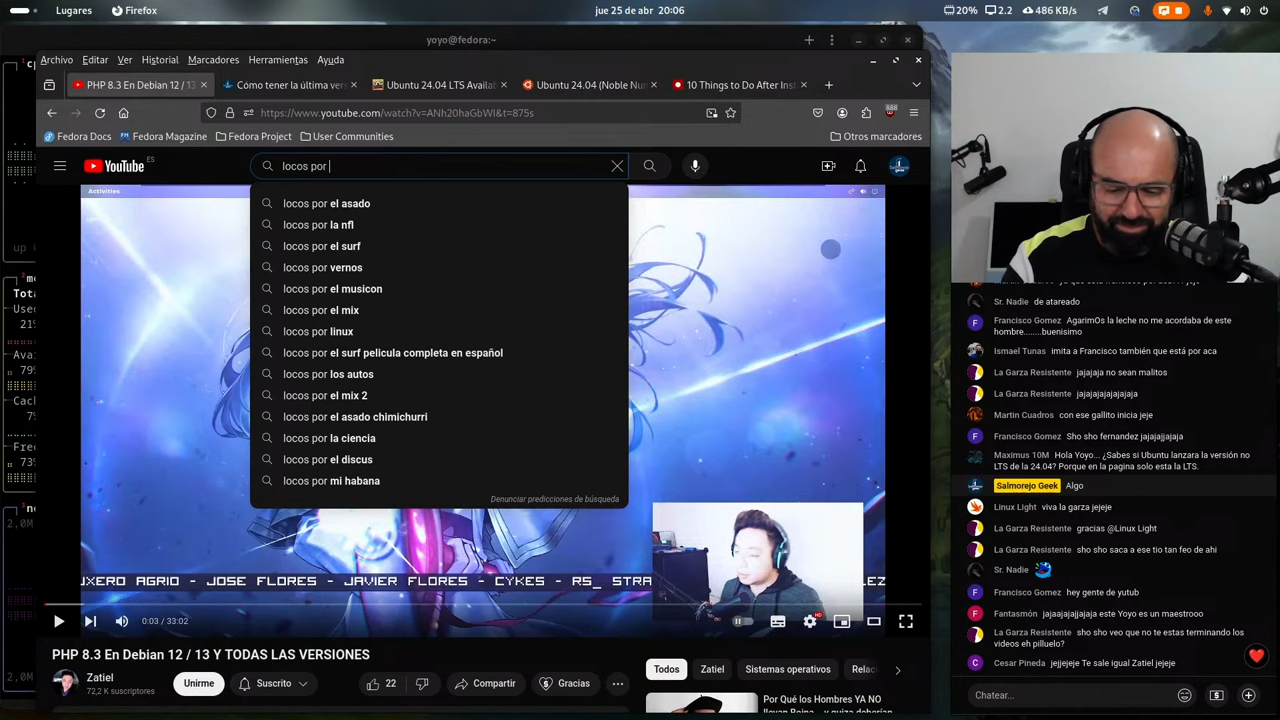 Lugares
Firefox
jue 25 de abr 20:06
20%
2.2
486 KB/s
yoyo@fedora:~
Archivo Editar Ver Historial Marcadores Herramientas Ayuda
PHP 8.3 En Debian 12 / 13
Cómo tener la última vers
Ubuntu 24.04 LTS Availab
Ubuntu 24.04 (Noble Nun
10 Things to Do After Inst
https://www.youtube.com/watch?v=ANh20haGbWI&t=875s
888
Fedora Docs
Fedora Magazine
Fedora Project
User Communities
Otros marcadores
YouTube ES
locos por
Activities
locos por el asado
locos por la nfl
locos por el surf
locos por vernos
locos por el musicon
locos por el mix
locos por linux
locos por el surf pelicula completa en español
locos por los autos
locos por el mix 2
locos por el asado chimichurri
locos por la ciencia
locos por el discus
locos por mi habana
Denunciar predicciones de búsqueda
UXERO AGRIO - JOSE FLORES - JAVIER FLORES - CYKES - RS_STRA
0:03 / 33:02
HD
PHP 8.3 En Debian 12 / 13 Y TODAS LAS VERSIONES
Zatiel
72,2 K suscriptores
Unirme
Suscrito
22
Compartir
Gracias
Todos
Zatiel
Sistemas operativos
Relac
Por Qué los Hombres YA NO
Sr. Nadie de atareado
Francisco Gomez AgarimOs la leche no me acordaba de este
hombre........buenisimo
Ismael Tunas imita a Francisco también que está por aca
La Garza Resistente jajajaja no sean malitos
La Garza Resistente jajajajajajajaja
Martin Cuadros con ese gallito inicia jeje
Francisco Gomez Sho sho fernandez jajajajjajaja
Maximus 10M Hola Yoyo... ¿Sabes si Ubuntu lanzara la versión no
LTS de la 24.04? Porque en la pagina solo esta la LTS.
Salmorejo Geek Algo
Linux Light viva la garza jejeje
La Garza Resistente gracias @Linux Light
La Garza Resistente sho sho saca a ese tio tan feo de ahi
Sr. Nadie
Francisco Gomez hey gente de yutub
Fantasmón jajaajajajjajaja este Yoyo es un maestrooo
La Garza Resistente sho sho veo que no te estas terminando los
videos eh pilluelo?
Cesar Pineda jejjejeje Te sale igual Zatiel jejeje
Chatear...